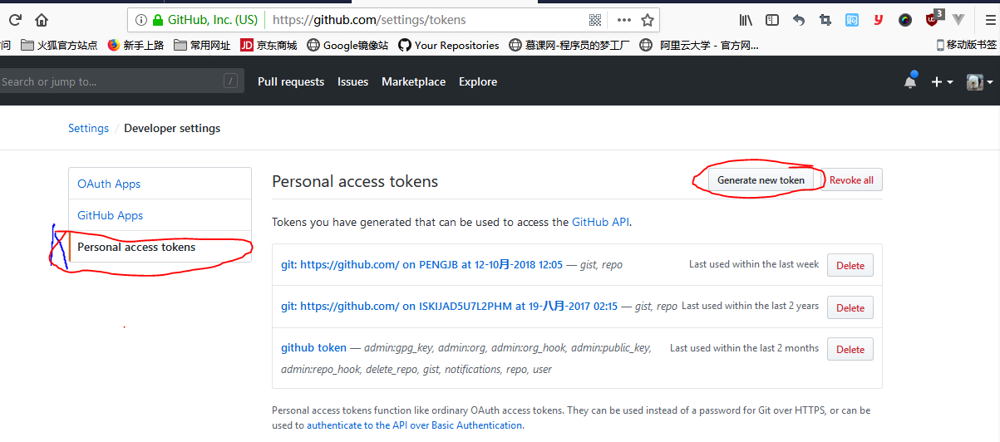 GitHub, Inc. (US) https://github.com/settings/tokens
3
问 火狐官方站点 新手上路 常用网址 JD 京东商城 Google镜像站 Your Repositories 慕课网-程序员的梦工厂 阿里云大学 - 官方网... 移动版书签
Search or jump to... / Pull requests Issues Marketplace Explore
Settings / Developer settings
OAuth Apps
GitHub Apps
Personal access tokens
Personal access tokens Generate new token Revoke all
Tokens you have generated that can be used to access the GitHub API.
git: https://github.com/ on PENGJB at 12-10月-2018 12:05 — gist, repo Last used within the last week Delete
git: https://github.com/ on ISKIJAD5U7L2PHM at 19-八月-2017 02:15 — gist, repo Last used within the last 2 years Delete
github token — admin:gpg_key, admin:org, admin:org_hook, admin:public_key, Last used within the last 2 months Delete
admin:repo_hook, delete_repo, gist, notifications, repo, user
Personal access tokens function like ordinary OAuth access tokens. They can be used instead of a password for Git over HTTPS, or can be
used to authenticate to the API over Basic Authentication.